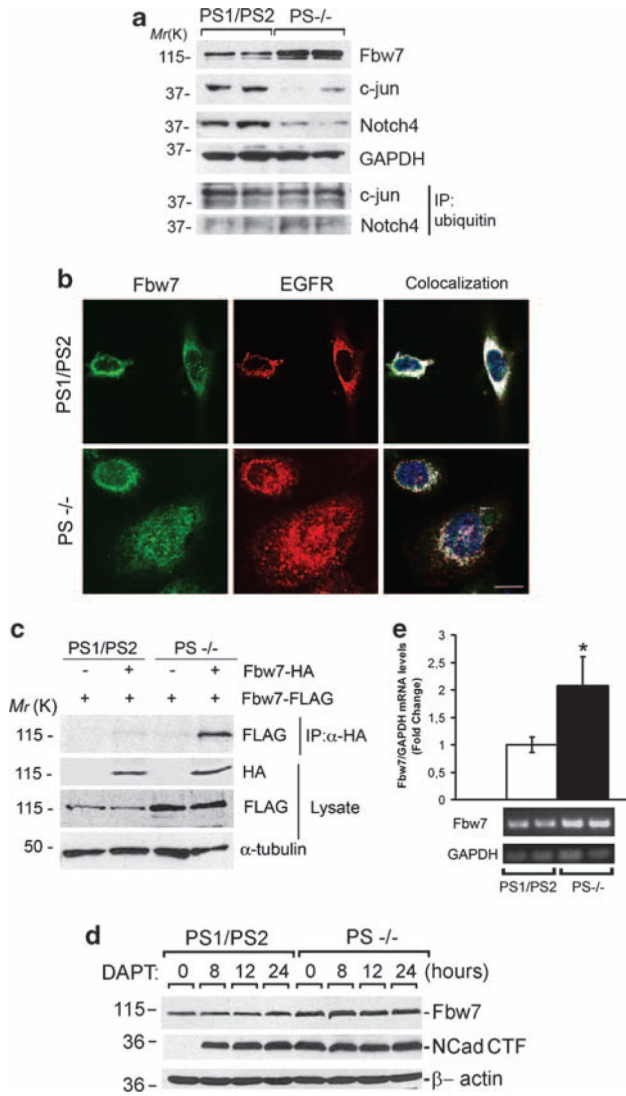 a
PS1/PS2 PS-/-
Mr(K)
115- Fbw7
37- c-jun
37- Notch4
37- GAPDH
37- c-jun
37- Notch4
IP:
ubiquitin
b
Fbw7 EGFR Colocalization
PS1/PS2
PS -/-
c
PS1/PS2 PS -/-
- + - + Fbw7-HA
+ + + + Fbw7-FLAG
Mr (K)
115 - FLAG IP:α-HA
115 - HA
115 - FLAG Lysate
50 - α-tubulin
e
Fbw7/GAPDH mRNA levels
(Fold Change)
3
2,5
2
1,5
1
0,5
0
*
Fbw7
GAPDH
PS1/PS2 PS-/-
d
PS1/PS2 PS -/-
DAPT: 0 8 12 24 0 8 12 24 (hours)
115 – -Fbw7
36 – -NCad CTF
36 – -β– actin